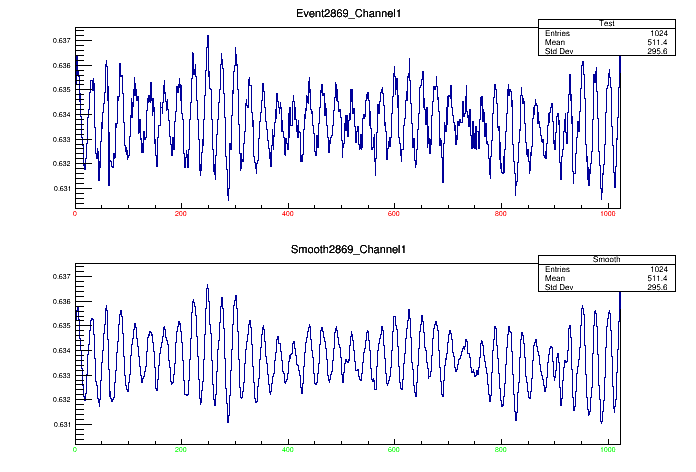 Event2869_Channel1
Test
Entries 1024
Mean 511.4
Std Dev 295.6
0.637
0.636
0.635
0.634
0.633
0.632
0.631
0 200 400 600 800 1000
Smooth2869_Channel1
Smooth
Entries 1024
Mean 511.4
Std Dev 295.6
0.637
0.636
0.635
0.634
0.633
0.632
0.631
0 200 400 600 800 1000